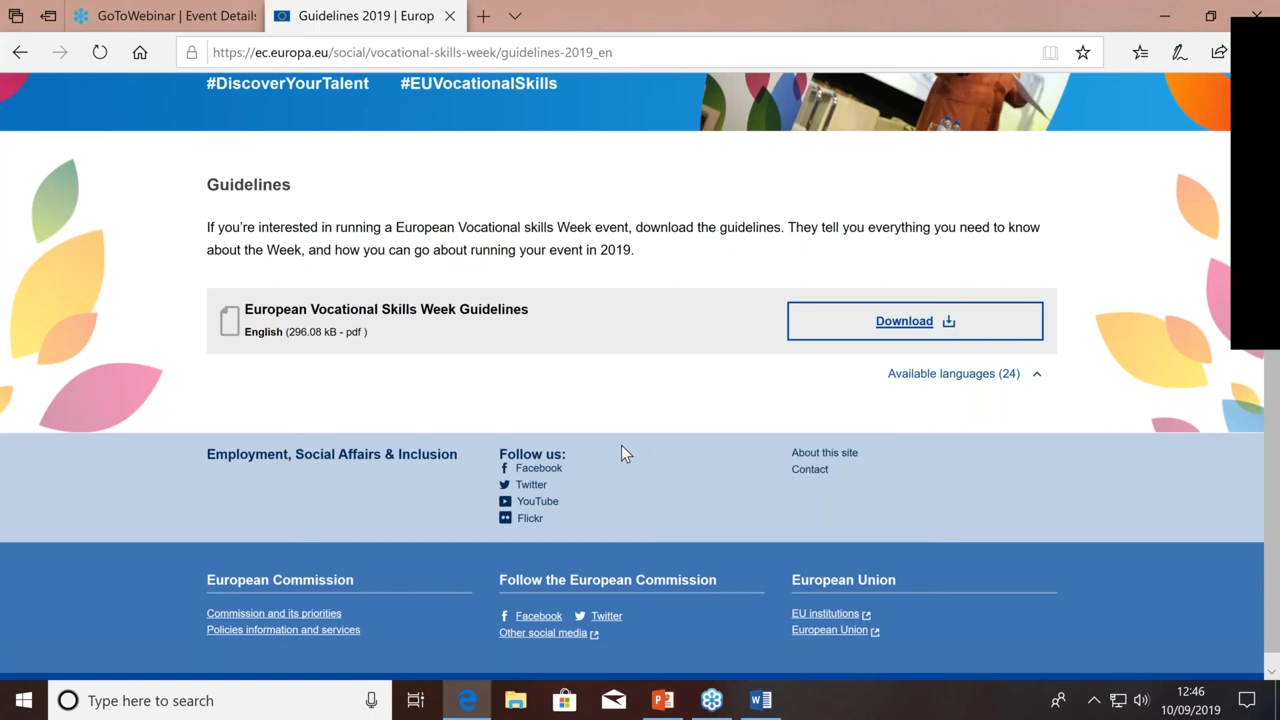 GoToWebinar | Event Details
Guidelines 2019 | Europ
https://ec.europa.eu/social/vocational-skills-week/guidelines-2019_en
#DiscoverYourTalent #EUVocationalSkills
Guidelines
If you're interested in running a European Vocational skills Week event, download the guidelines. They tell you everything you need to know
about the Week, and how you can go about running your event in 2019.
European Vocational Skills Week Guidelines
English (296.08 kB - pdf )
Download
Available languages (24)
Employment, Social Affairs & Inclusion
Follow us:
Facebook
Twitter
YouTube
Flickr
About this site
Contact
European Commission
Commission and its priorities
Policies information and services
Follow the European Commission
Facebook Twitter
Other social media
European Union
EU institutions
European Union
Type here to search
12:46
10/09/2019